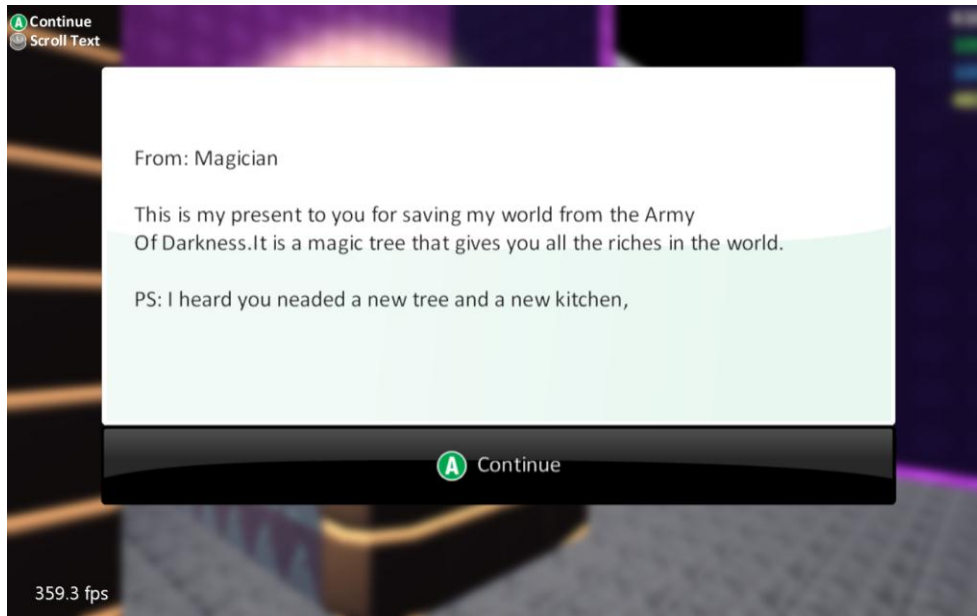 A Continue
Scroll Text
From: Magician
This is my present to you for saving my world from the Army
Of Darkness.It is a magic tree that gives you all the riches in the world.
PS: I heard you neaded a new tree and a new kitchen,
A Continue
359.3 fps